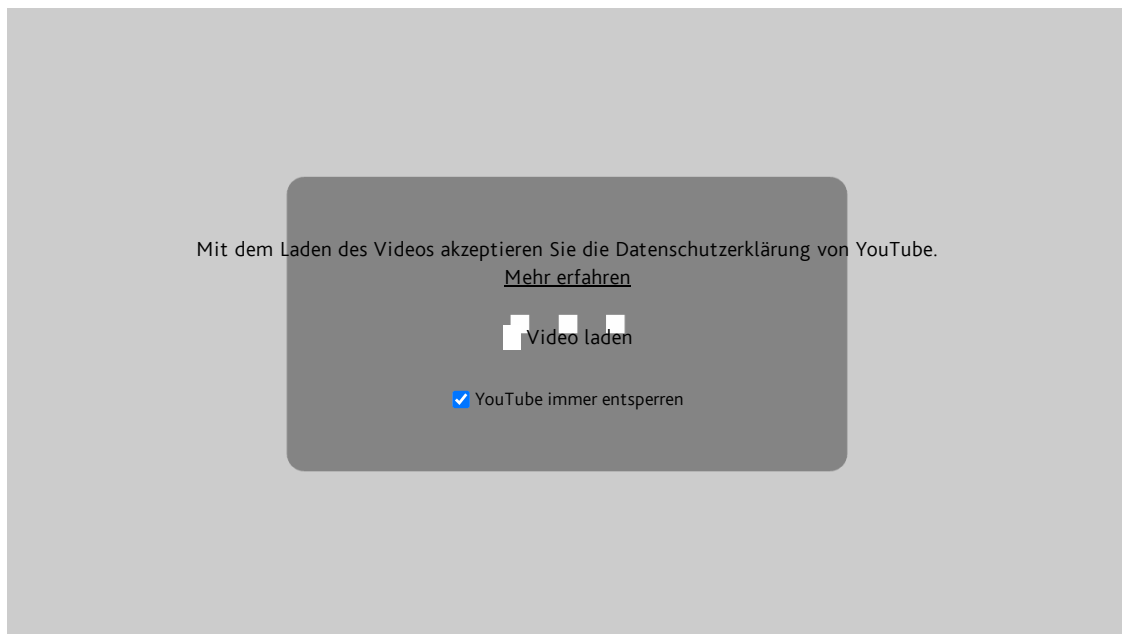 Mit dem Laden des Videos akzeptieren Sie die Datenschutzerklärung von YouTube.
Mehr erfahren
Video laden
YouTube immer entsperren